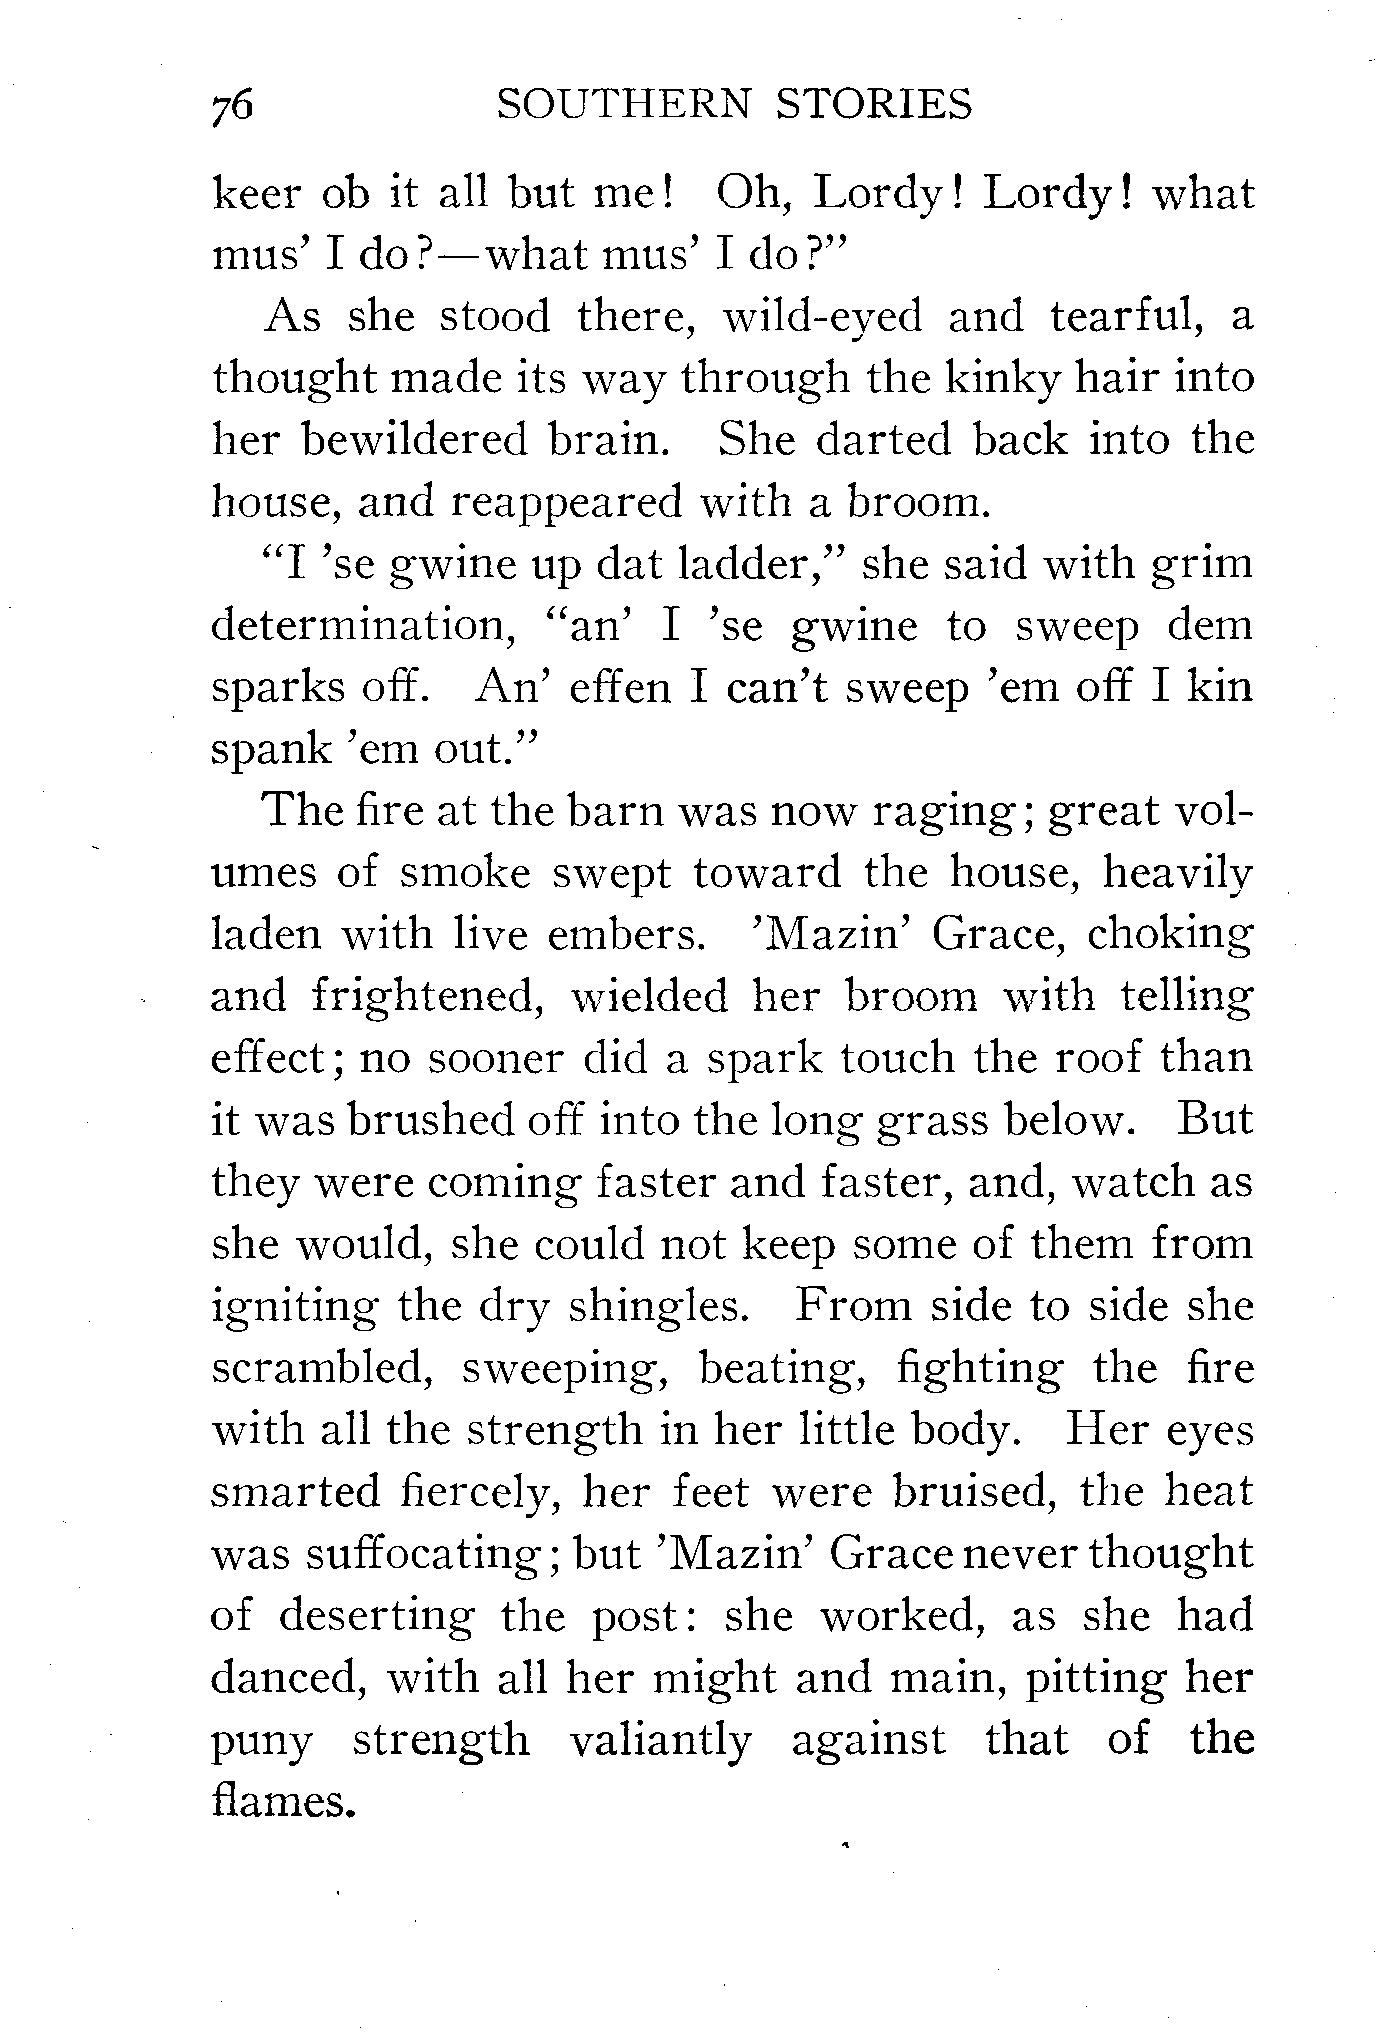 76 SOUTHERN STORIES
keer ob it all but me! Oh, Lordy! Lordy! what
mus' I do?—what mus' I do?"
As she stood there, wild-eyed and tearful, a
thought made its way through the kinky hair into
her bewildered brain. She darted back into the
house, and reappeared with a broom.
"I 'se gwine up dat ladder," she said with grim
determination, "an' I 'se gwine to sweep dem
sparks off. An' effen I can't sweep 'em off I kin
spank 'em out."
The fire at the barn was now raging; great vol-
umes of smoke swept toward the house, heavily
laden with live embers. 'Mazin' Grace, choking
and frightened, wielded her broom with telling
effect; no sooner did a spark touch the roof than
it was brushed off into the long grass below. But
they were coming faster and faster, and, watch as
she would, she could not keep some of them from
igniting the dry shingles. From side to side she
scrambled, sweeping, beating, fighting the fire
with all the strength in her little body. Her eyes
smarted fiercely, her feet were bruised, the heat
was suffocating; but 'Mazin' Grace never thought
of deserting the post: she worked, as she had
danced, with all her might and main, pitting her
puny strength valiantly against that of the
flames.